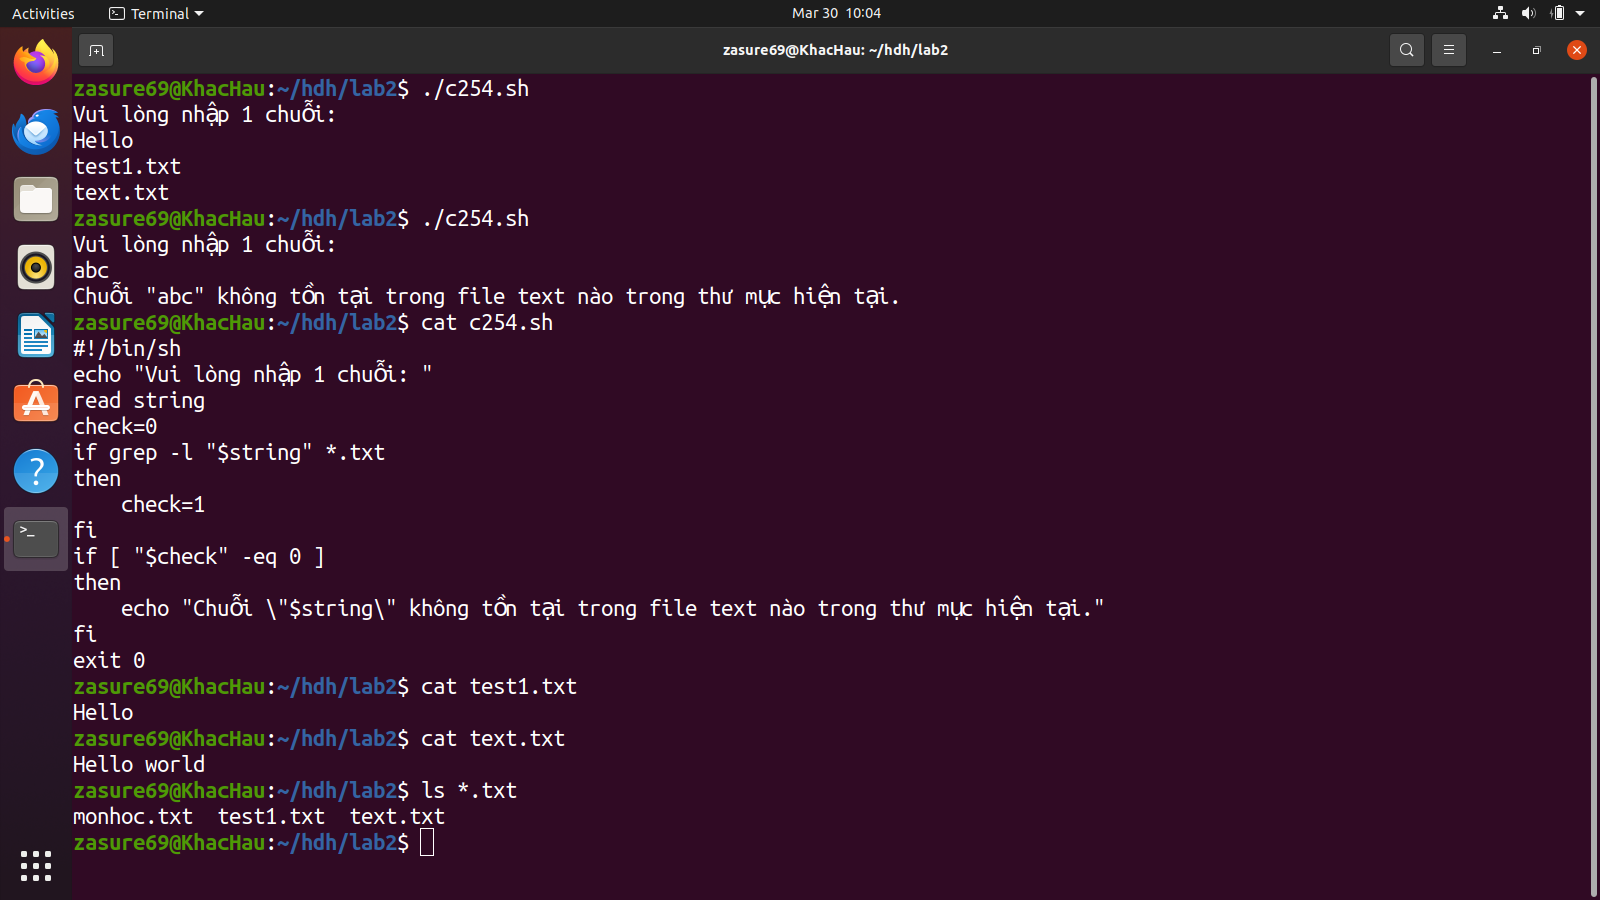 Activities
Terminal
Mar 30 10:04
zasure69@KhacHau: ~/hdh/lab2
zasure69@KhacHau:~/hdh/lab2$ ./c254.sh
Vui lòng nhập 1 chuỗi:
Hello
test1.txt
text.txt
zasure69@KhacHau:~/hdh/lab2$ ./c254.sh
Vui lòng nhập 1 chuỗi:
abc
Chuỗi "abc" không tồn tại trong file text nào trong thư mục hiện tại.
zasure69@KhacHau:~/hdh/lab2$ cat c254.sh
#!/bin/sh
echo "Vui lòng nhập 1 chuỗi: "
read string
check=0
if grep -l "$string" *.txt
then
    check=1
fi
if [ "$check" -eq 0 ]
then
    echo "Chuỗi \"$string\" không tồn tại trong file text nào trong thư mục hiện tại."
fi
exit 0
zasure69@KhacHau:~/hdh/lab2$ cat test1.txt
Hello
zasure69@KhacHau:~/hdh/lab2$ cat text.txt
Hello world
zasure69@KhacHau:~/hdh/lab2$ ls *.txt
monhoc.txt  test1.txt  text.txt
zasure69@KhacHau:~/hdh/lab2$